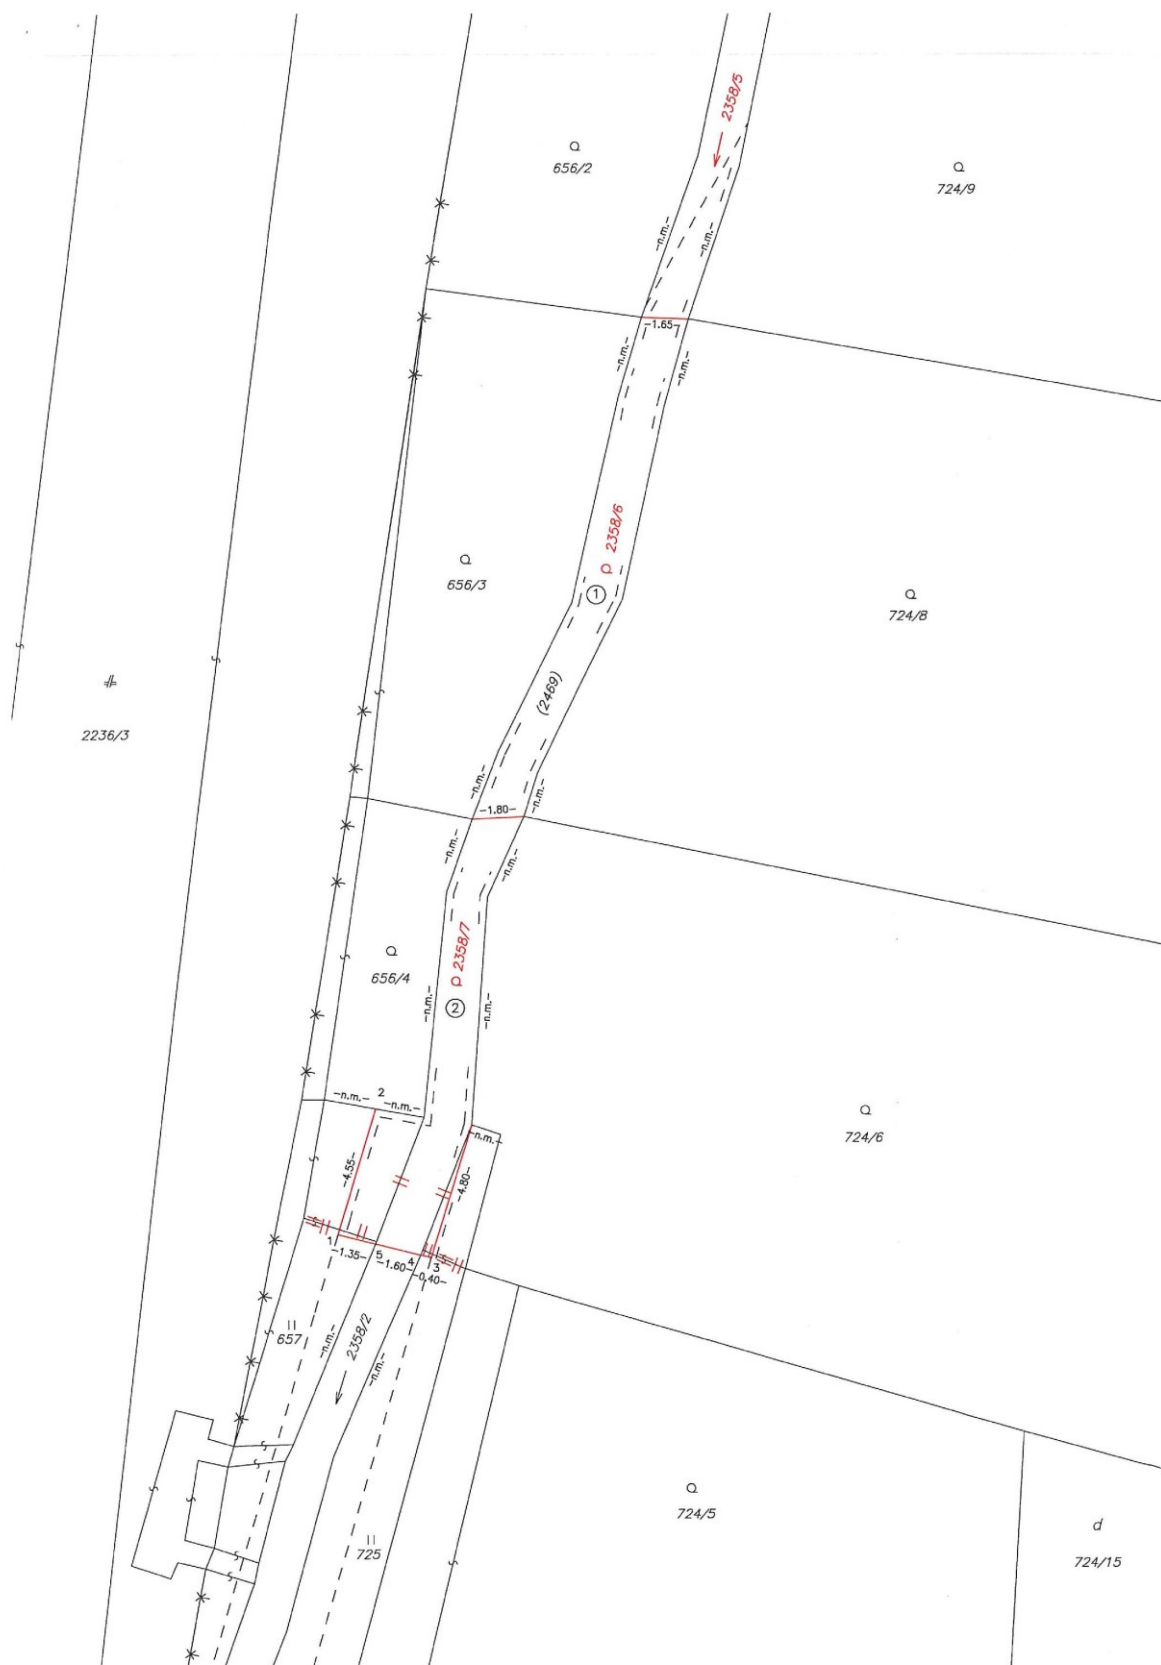 2358/5
656/2
724/9
-n.m.-
-n.m.-
-1.65-
-n.m.-
-n.m.-
2358/6
656/3
1
724/8
(2469)
2236/3
-n.m.-
-n.m.-
-1.80-
-n.m.-
-n.m.-
2358/7
656/4
-n.m.-
2
-n.m.-
-n.m.-
2
-n.m.-
724/6
-n.m.-
-4.55-
-4.80-
1
-1.35-
5
-1.60-
4
3
-0.40-
657
-n.m.-
2358/2
-n.m.-
724/5
d
725
724/15